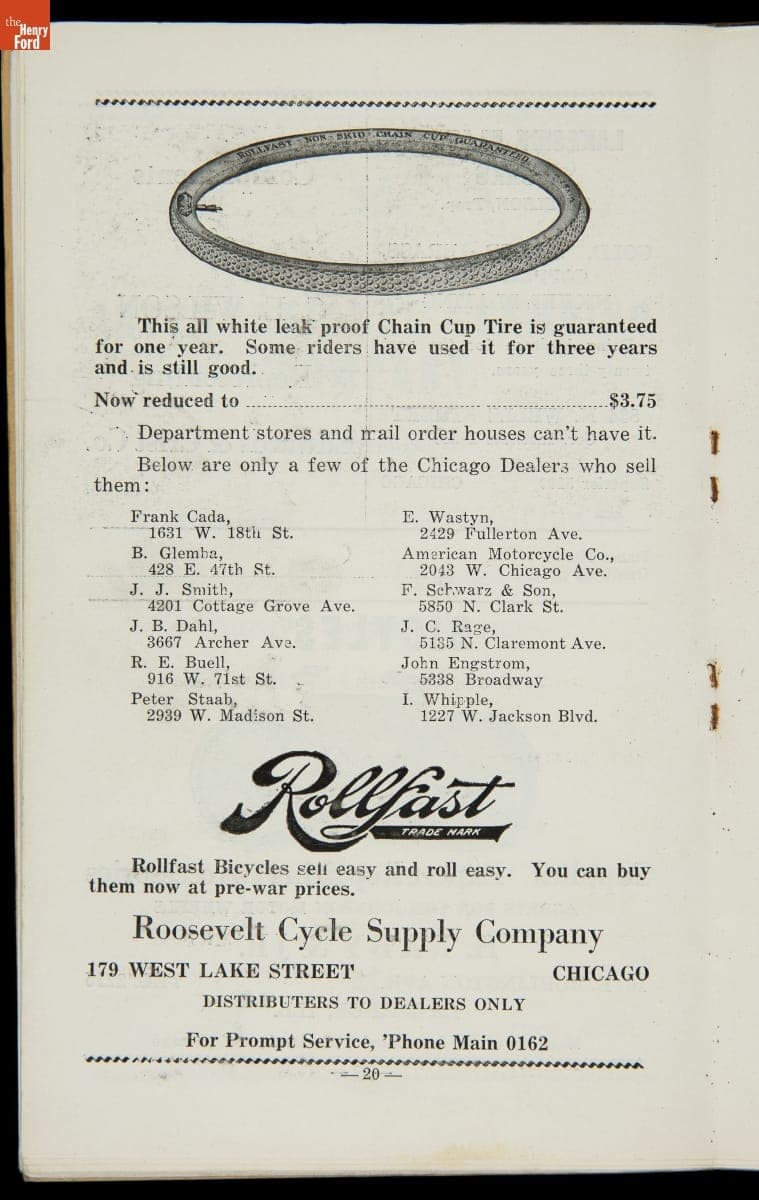 the
Henry
Ford
ROLLFAST NON-SKID CHAIN CUP GUARANTEED
This all white leak proof Chain Cup Tire is guaranteed
for one year. Some riders have used it for three years
and is still good.
Now reduced to $3.75
Department stores and mail order houses can't have it.
Below are only a few of the Chicago Dealers who sell
them:
Frank Cada,
1631 W. 18th St.
B. Glemba,
428 E. 47th St.
J. J. Smith,
4201 Cottage Grove Ave.
J. B. Dahl,
3667 Archer Ave.
R. E. Buell,
916 W. 71st St.
Peter Staab,
2939 W. Madison St.
E. Wastyn,
2429 Fullerton Ave.
American Motorcycle Co.,
2043 W. Chicago Ave.
F. Schwarz & Son,
5850 N. Clark St.
J. C. Rage,
5135 N. Claremont Ave.
John Engstrom,
5338 Broadway
I. Whipple,
1227 W. Jackson Blvd.
Rollfast
TRADE MARK
Rollfast Bicycles sell easy and roll easy. You can buy
them now at pre-war prices.
Roosevelt Cycle Supply Company
179 WEST LAKE STREET CHICAGO
DISTRIBUTERS TO DEALERS ONLY
For Prompt Service, 'Phone Main 0162
—20—